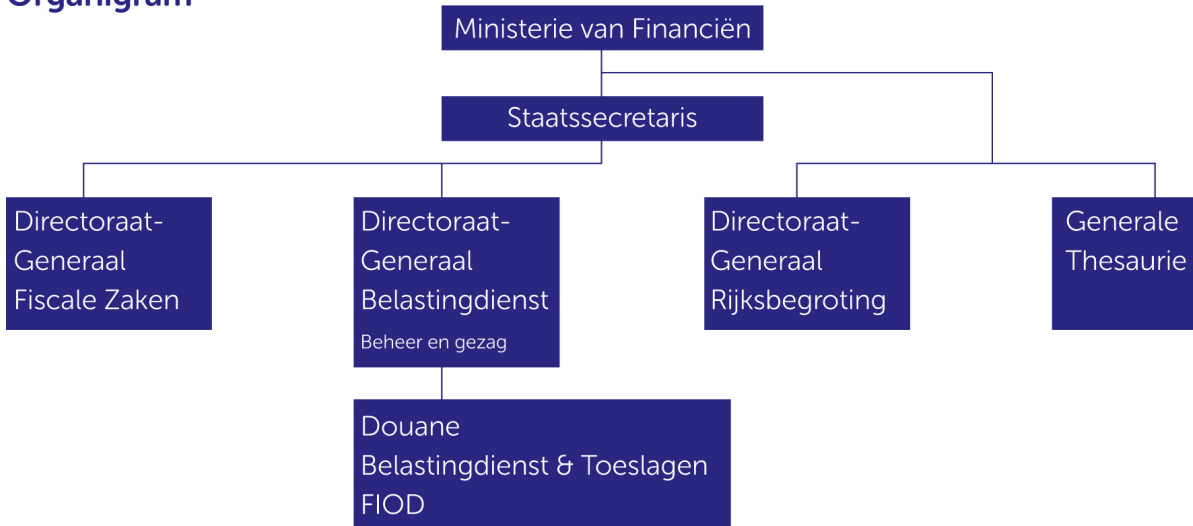 Organigram
Ministerie van Financiën
Staatssecretaris
Directoraat-
Generaal
Fiscale Zaken
Directoraat-
Generaal
Belastingdienst
Beheer en gezag
Directoraat-
Generaal
Rijksbegroting
Generale
Thesaurie
Douane
Belastingdienst & Toeslagen
FIOD